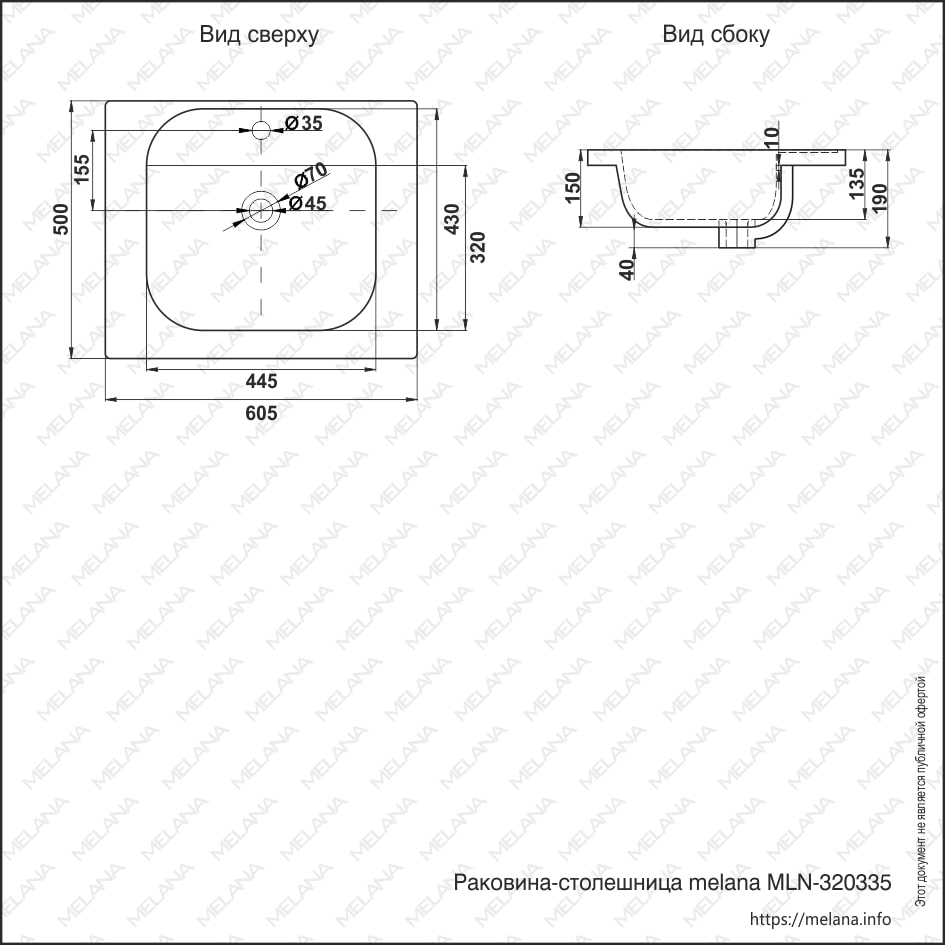 Вид сверху
Вид сбоку
Ø35
10
155
Ø70
Ø45
500
430
320
150
135
190
40
445
605
Этот документ не является публичной офертой
Раковина-столешница melana MLN-320335
https://melana.info
MELANA